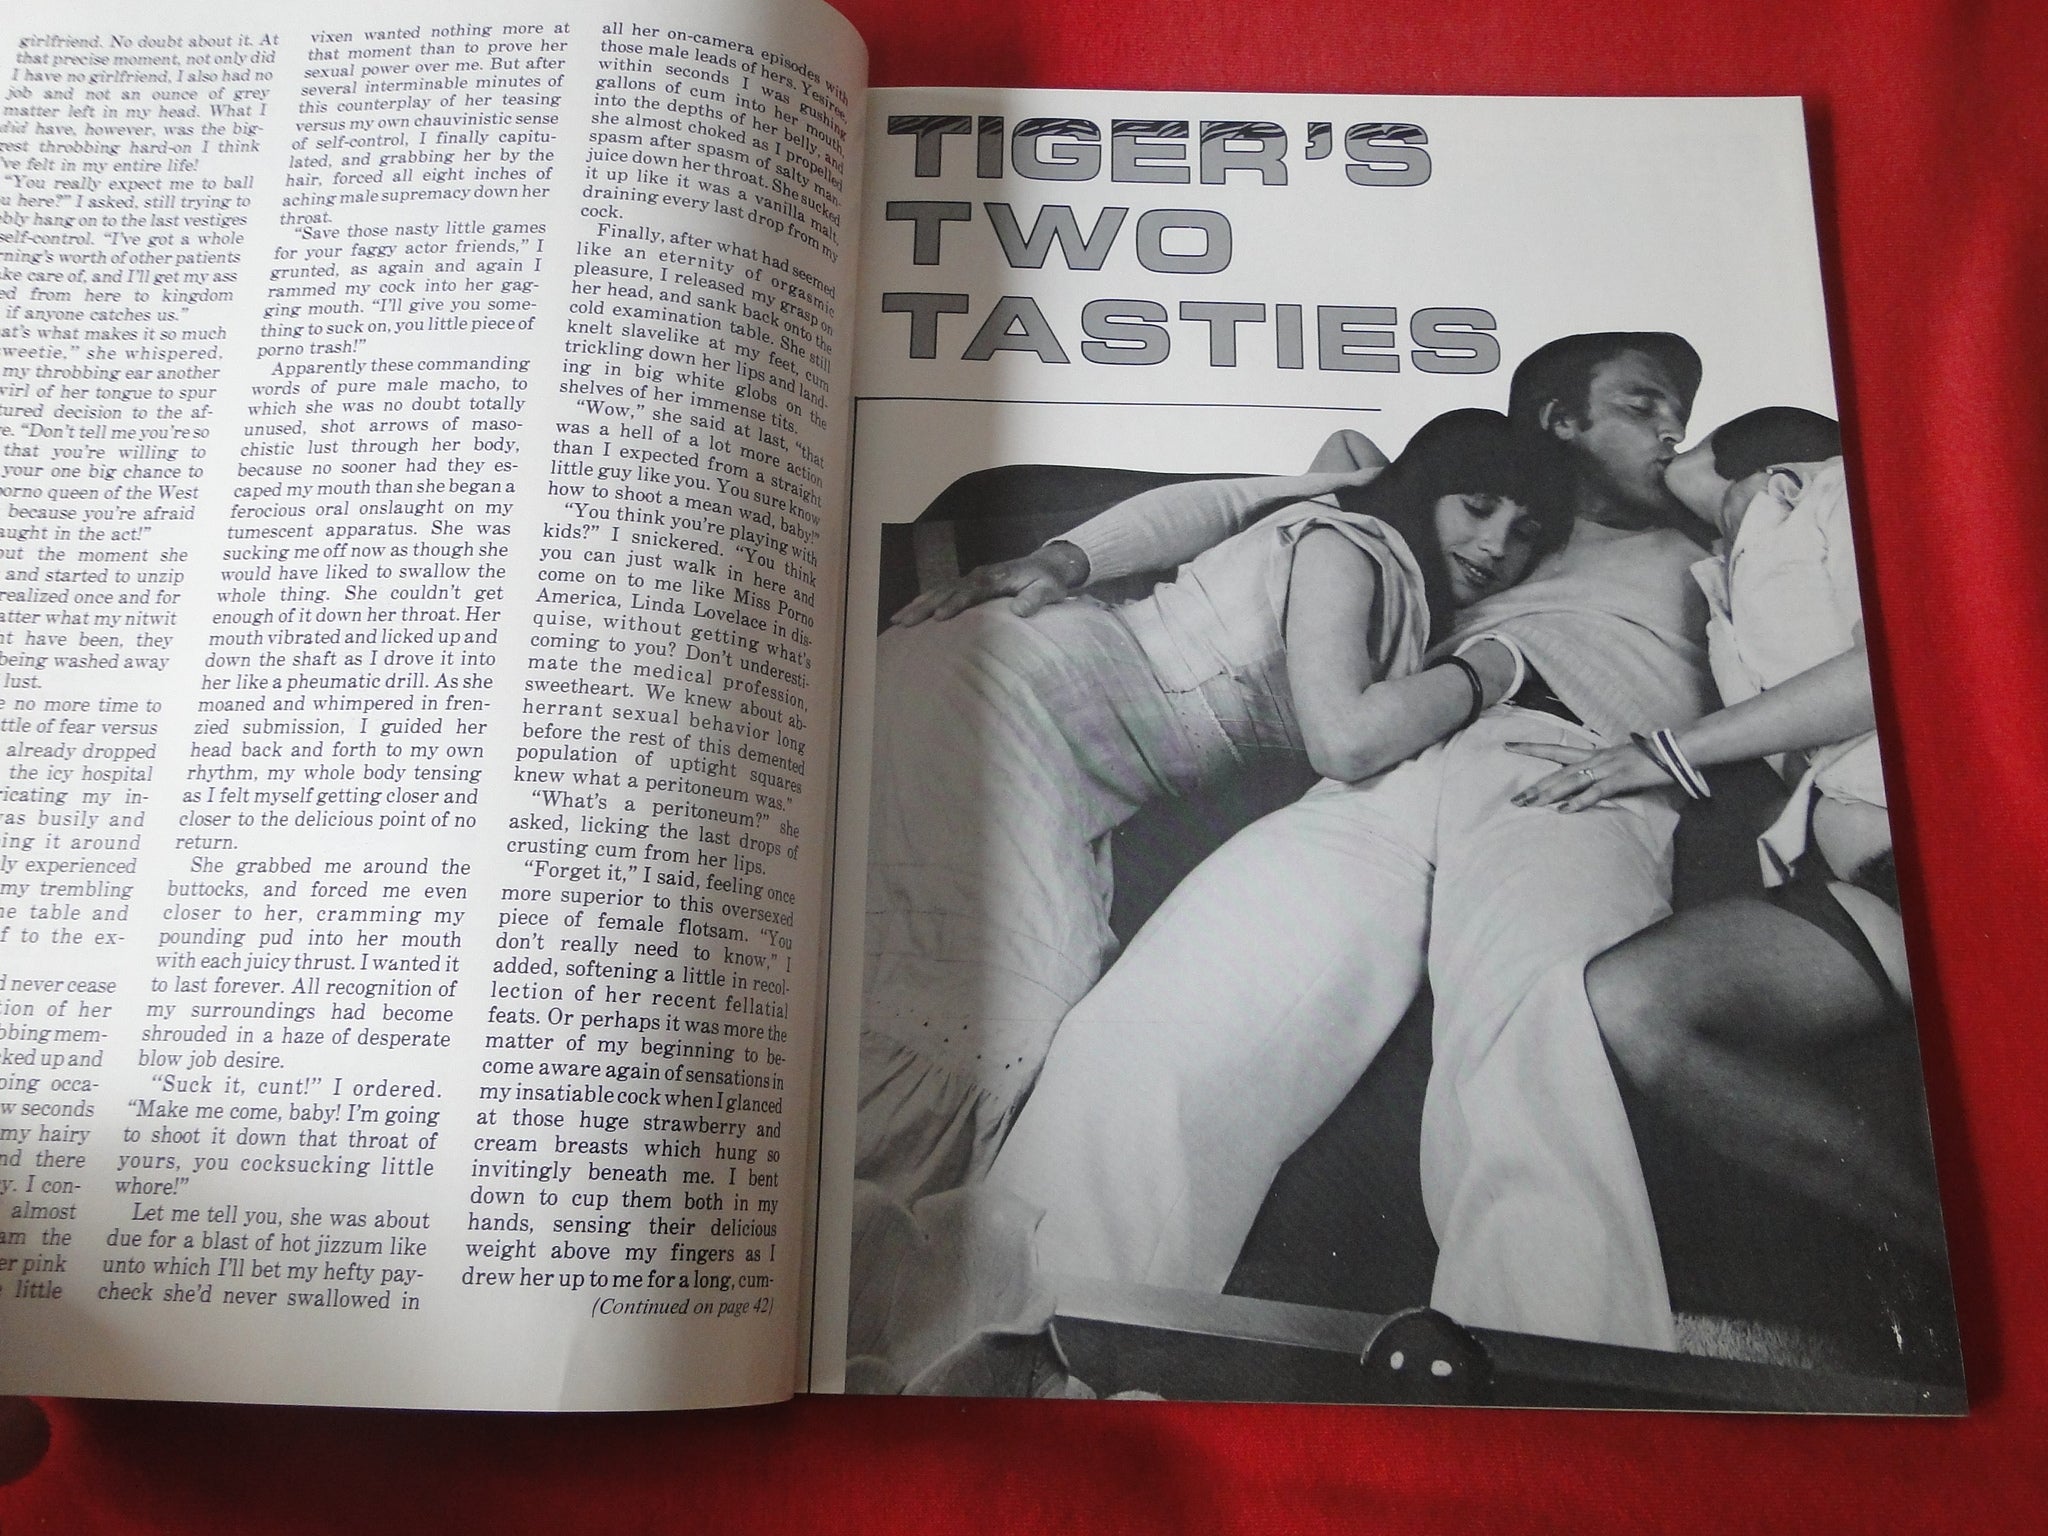 girlfriend. No doubt about it. At
that precise moment, not only did
I have no girlfriend, I also had no
job and not an ounce of grey
matter left in my head. What I
did have, however, was the big-
gest throbbing hard-on I think
I've felt in my entire life!
"You really expect me to ball
here?" I asked, still trying to
hang on to the last vestiges
self-control. "I've got a whole
worth of other patients
care of, and I'll get my ass
from here to kingdom
if anyone catches us."
what makes it so much
sweetie," she whispered,
my throbbing ear another
of her tongue to spur
decision to the af-
"Don't tell me you're so
that you're willing to
your one big chance to
porno queen of the West
because you're afraid
in the act!"
the moment she
and started to unzip
realized once and for
what my nitwit
have been, they
being washed away
lust.
no more time to
of fear versus
already dropped
the icy hospital
my in-
busily and
it around
experienced
my trembling
table and
to the ex-
never cease
of her
mem-
up and
occa-
seconds
my hairy
there
I con-
almost
the
pink
little
vixen wanted nothing more at
that moment than to prove her
sexual power over me. But after
several interminable minutes of
this counterplay of her teasing
versus my own chauvinistic sense
of self-control, I finally capitu-
lated, and grabbing her by the
hair, forced all eight inches of
aching male supremacy down her
throat.
"Save those nasty little games
for your faggy actor friends," I
grunted, as again and again I
rammed my cock into her gag-
ging mouth. "I'll give you some-
thing to suck on, you little piece of
porno trash!"
Apparently these commanding
words of pure male macho, to
which she was no doubt totally
unused, shot arrows of maso-
chistic lust through her body,
because no sooner had they es-
caped my mouth than she began a
ferocious oral onslaught on my
tumescent apparatus. She was
sucking me off now as though she
would have liked to swallow the
whole thing. She couldn't get
enough of it down her throat. Her
mouth vibrated and licked up and
down the shaft as I drove it into
her like a pheumatic drill. As she
moaned and whimpered in fren-
zied submission, I guided her
head back and forth to my own
rhythm, my whole body tensing
as I felt myself getting closer and
closer to the delicious point of no
return.
She grabbed me around the
buttocks, and forced me even
closer to her, cramming my
pounding pud into her mouth
with each juicy thrust. I wanted it
to last forever. All recognition of
my surroundings had become
shrouded in a haze of desperate
blow job desire.
"Suck it, cunt!" I ordered.
"Make me come, baby! I'm going
to shoot it down that throat of
yours, you cocksucking little
whore!"
Let me tell you, she was about
due for a blast of hot jizzum like
unto which I'll bet my hefty pay-
check she'd never swallowed in
all her on-camera episodes with
those male leads of hers. Yesiree,
within seconds I was gushing
gallons of cum into her mouth,
into the depths of her belly, and
she almost choked as I propelled
spasm after spasm of salty man-
juice down her throat. She sucked
it up like it was a vanilla malt,
draining every last drop from my
cock.
Finally, after what had seemed
like an eternity of orgasmic
pleasure, I released my grasp on
her head, and sank back onto the
cold examination table. She still
knelt slavelike at my feet, cum
trickling down her lips and land-
ing in big white globs on the
shelves of her immense tits.
"Wow," she said at last, "that
was a hell of a lot more action
than I expected from a straight
little guy like you. You sure know
how to shoot a mean wad, baby!"
"You think you're playing with
kids?" I snickered. "You think
you can just walk in here and
come on to me like Miss Porno
America, Linda Lovelace in dis-
quise, without getting what's
coming to you? Don't underesti-
mate the medical profession,
sweetheart. We knew about ab-
herrant sexual behavior long
before the rest of this demented
population of uptight squares
knew what a peritoneum was."
"What's a peritoneum?" she
asked, licking the last drops of
crusting cum from her lips.
"Forget it," I said, feeling once
more superior to this oversexed
piece of female flotsam. "You
don't really need to know," I
added, softening a little in recol-
lection of her recent fellatial
feats. Or perhaps it was more the
matter of my beginning to be-
come aware again of sensations in
my insatiable cock when I glanced
at those huge strawberry and
cream breasts which hung so
invitingly beneath me. I bent
down to cup them both in my
hands, sensing their delicious
weight above my fingers as I
drew her up to me for a long, cum-
(Continued on page 42)
TIGER'S
TWO
TASTIES